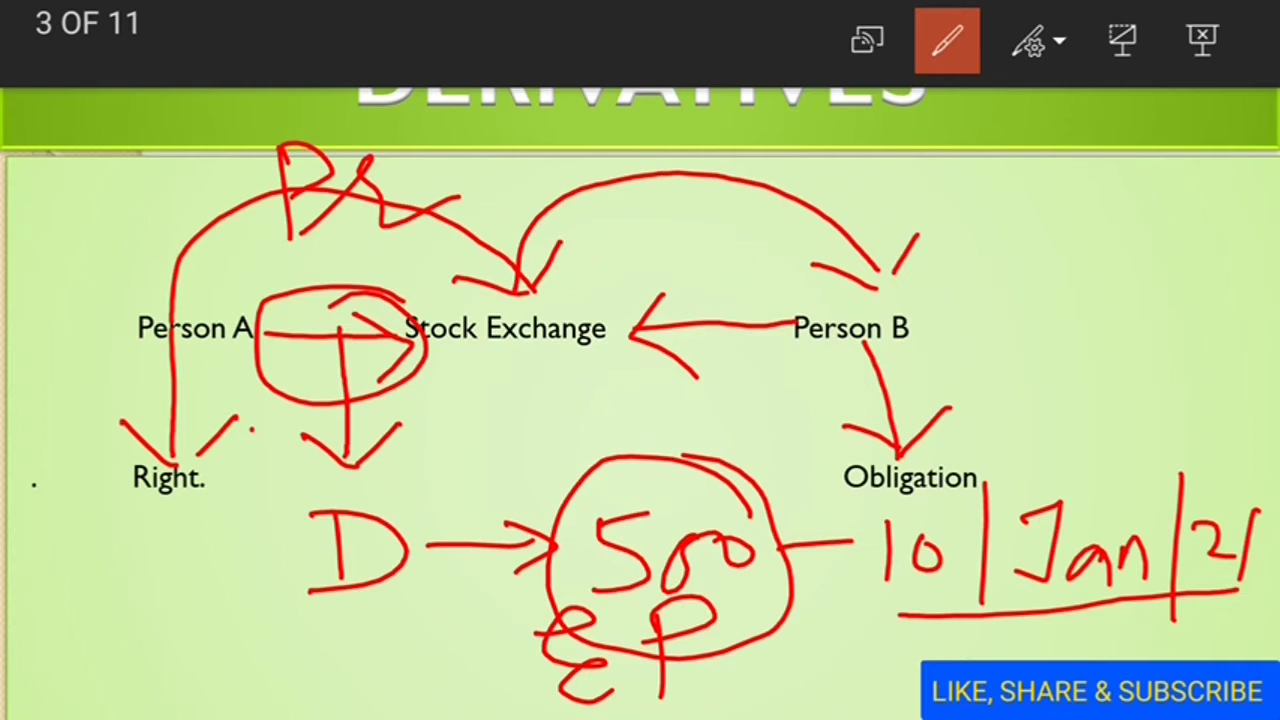 3 OF 11
DERIVATIVES
Person A Stock Exchange Person B
Right. Obligation
D 500 10 | Jan | 21
EP
LIKE, SHARE & SUBSCRIBE